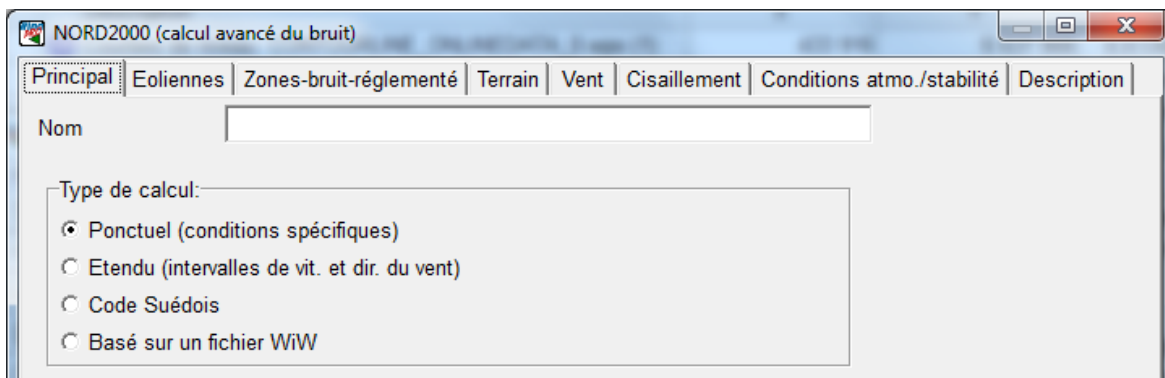 NORD2000 (calcul avancé du bruit)
Principal Eoliennes Zones-bruit-réglementé Terrain Vent Cisaillement Conditions atmo./stabilité Description
Nom
Type de calcul:
Ponctuel (conditions spécifiques)
Etendu (intervalles de vit. et dir. du vent)
Code Suédois
Basé sur un fichier WiW